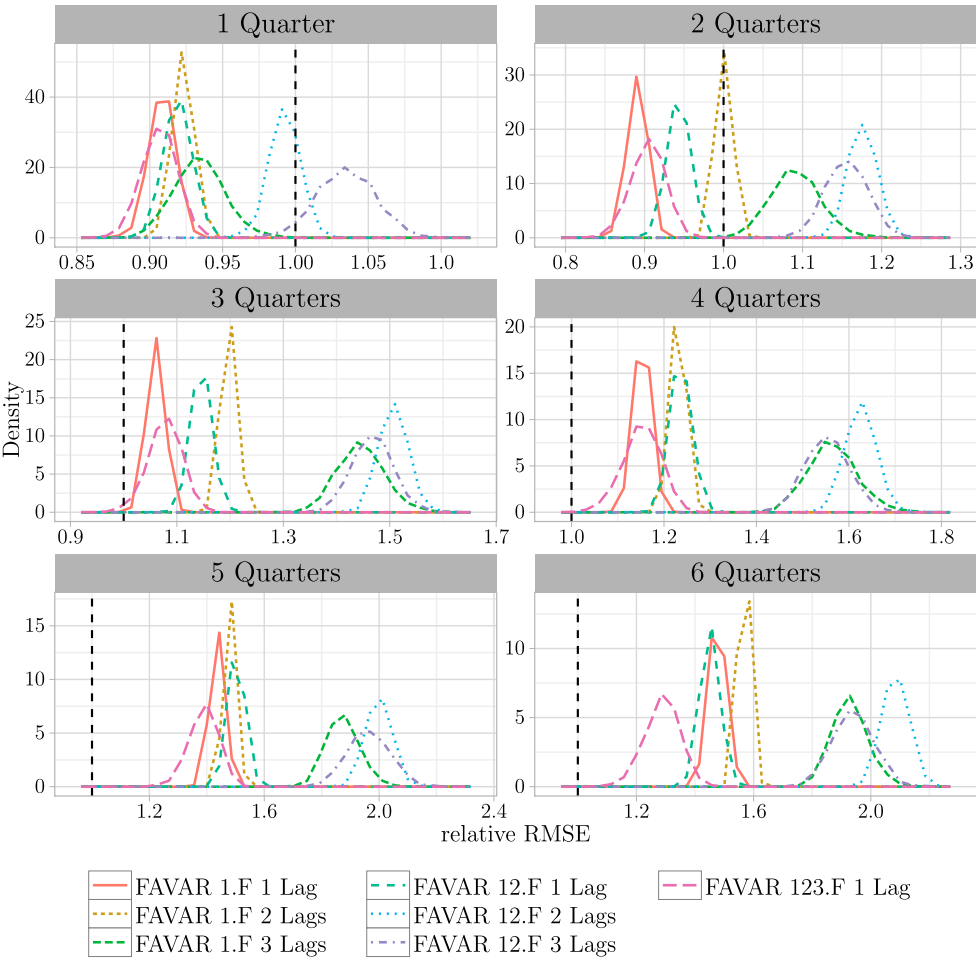 1 Quarter
2 Quarters
40
20
0
0.85 0.90 0.95 1.00 1.05 1.0
30
20
10
0
0.8 0.9 1.0 1.1 1.2 1.3
3 Quarters
4 Quarters
25
20
15
10
5
0
0.9 1.1 1.3 1.5 1.7
20
15
10
5
0
1.0 1.2 1.4 1.6 1.8
Density
5 Quarters
6 Quarters
15
10
5
0
1.2 1.6 2.0 2.4
10
5
0
1.2 1.6 2.0
relative RMSE
FAVAR 1.F 1 Lag
FAVAR 1.F 2 Lags
FAVAR 1.F 3 Lags
FAVAR 12.F 1 Lag
FAVAR 12.F 2 Lags
FAVAR 12.F 3 Lags
FAVAR 123.F 1 Lag